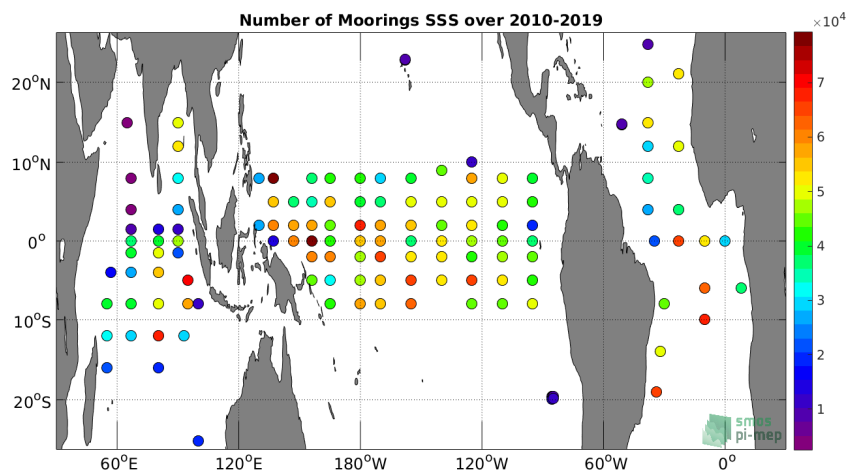 Number of Moorings SSS over 2010-2019
×10⁴
20°N
10°N
0°
10°S
20°S
60°E
120°E
180°W
120°W
60°W
0°
7
6
5
4
3
2
1
smos
pi-mep